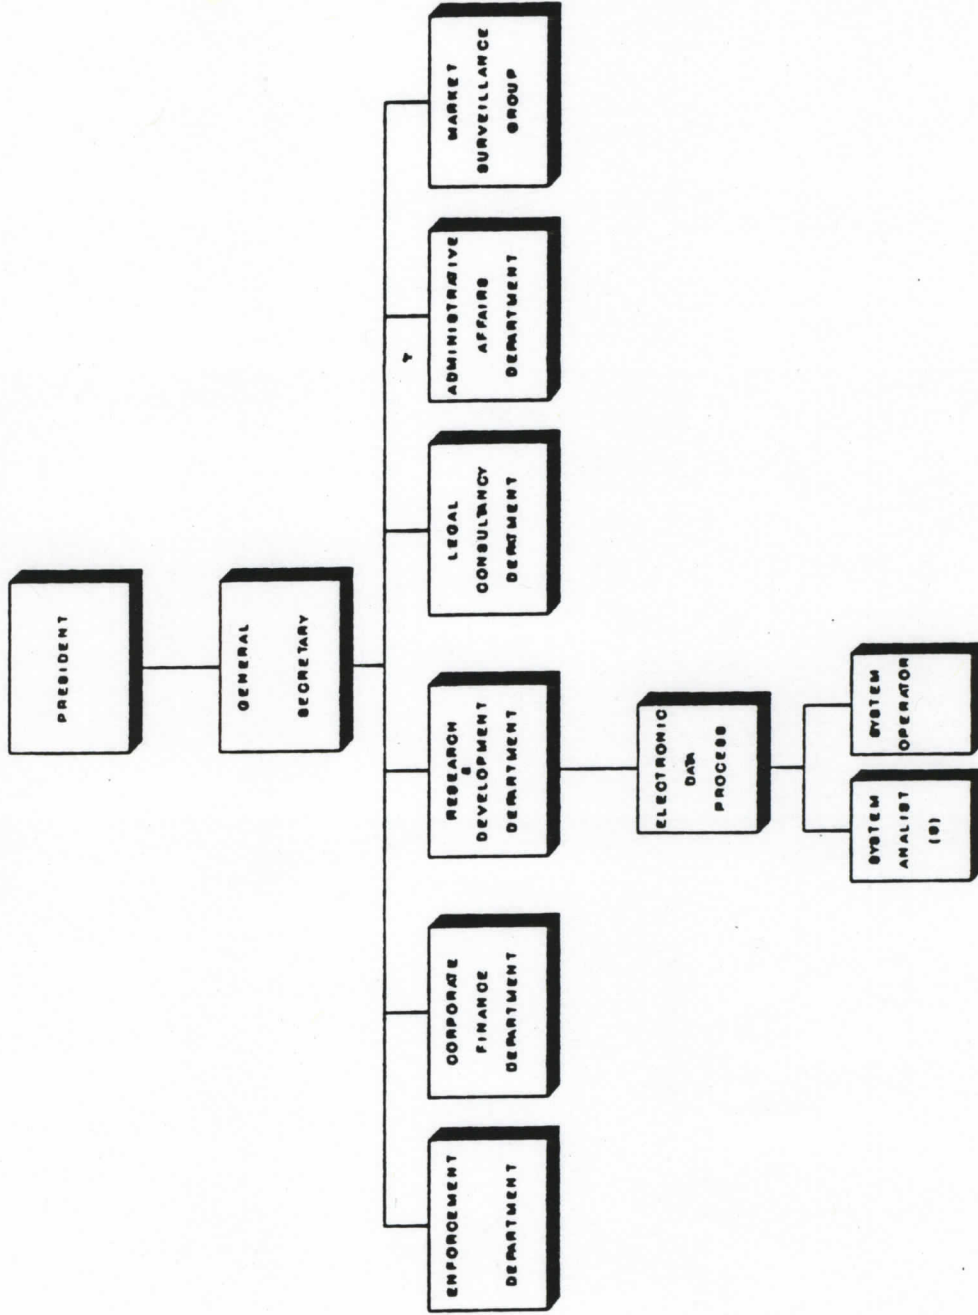 PRESIDENT
GENERAL
SECRETARY
ENFORCEMENT
DEPARTMENT
CORPORATE
FINANCE
DEPARTMENT
RESEARCH
&
DEVELOPMENT
DEPARTMENT
LEGAL
CONSULTANCY
DEPATMENT
ADMINISTRATIVE
AFFAIRS
DEPARTMENT
MARKET
SURVEILLANCE
GROUP
ELECTRONIC
DATA
PROCESS
SYSTEM
ANALIST
SYSTEM
OPERATOR